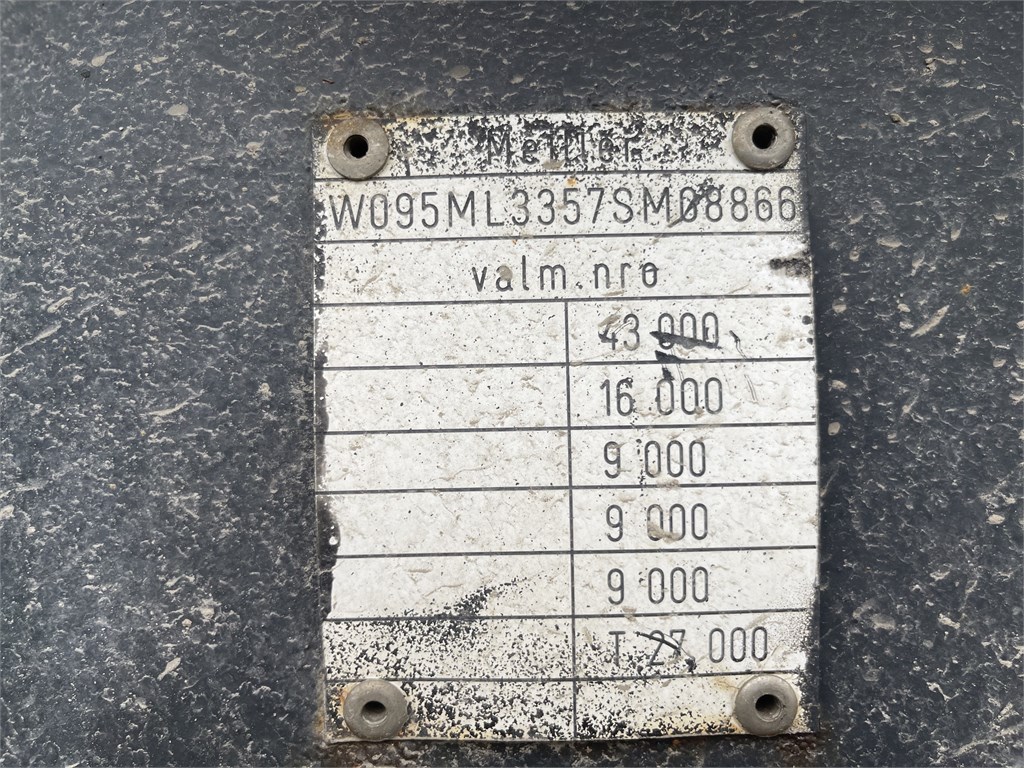 Meiller
W095ML3357SM08866
valm.nro
43 000
16 000
9 000
9 000
9 000
T 27 000